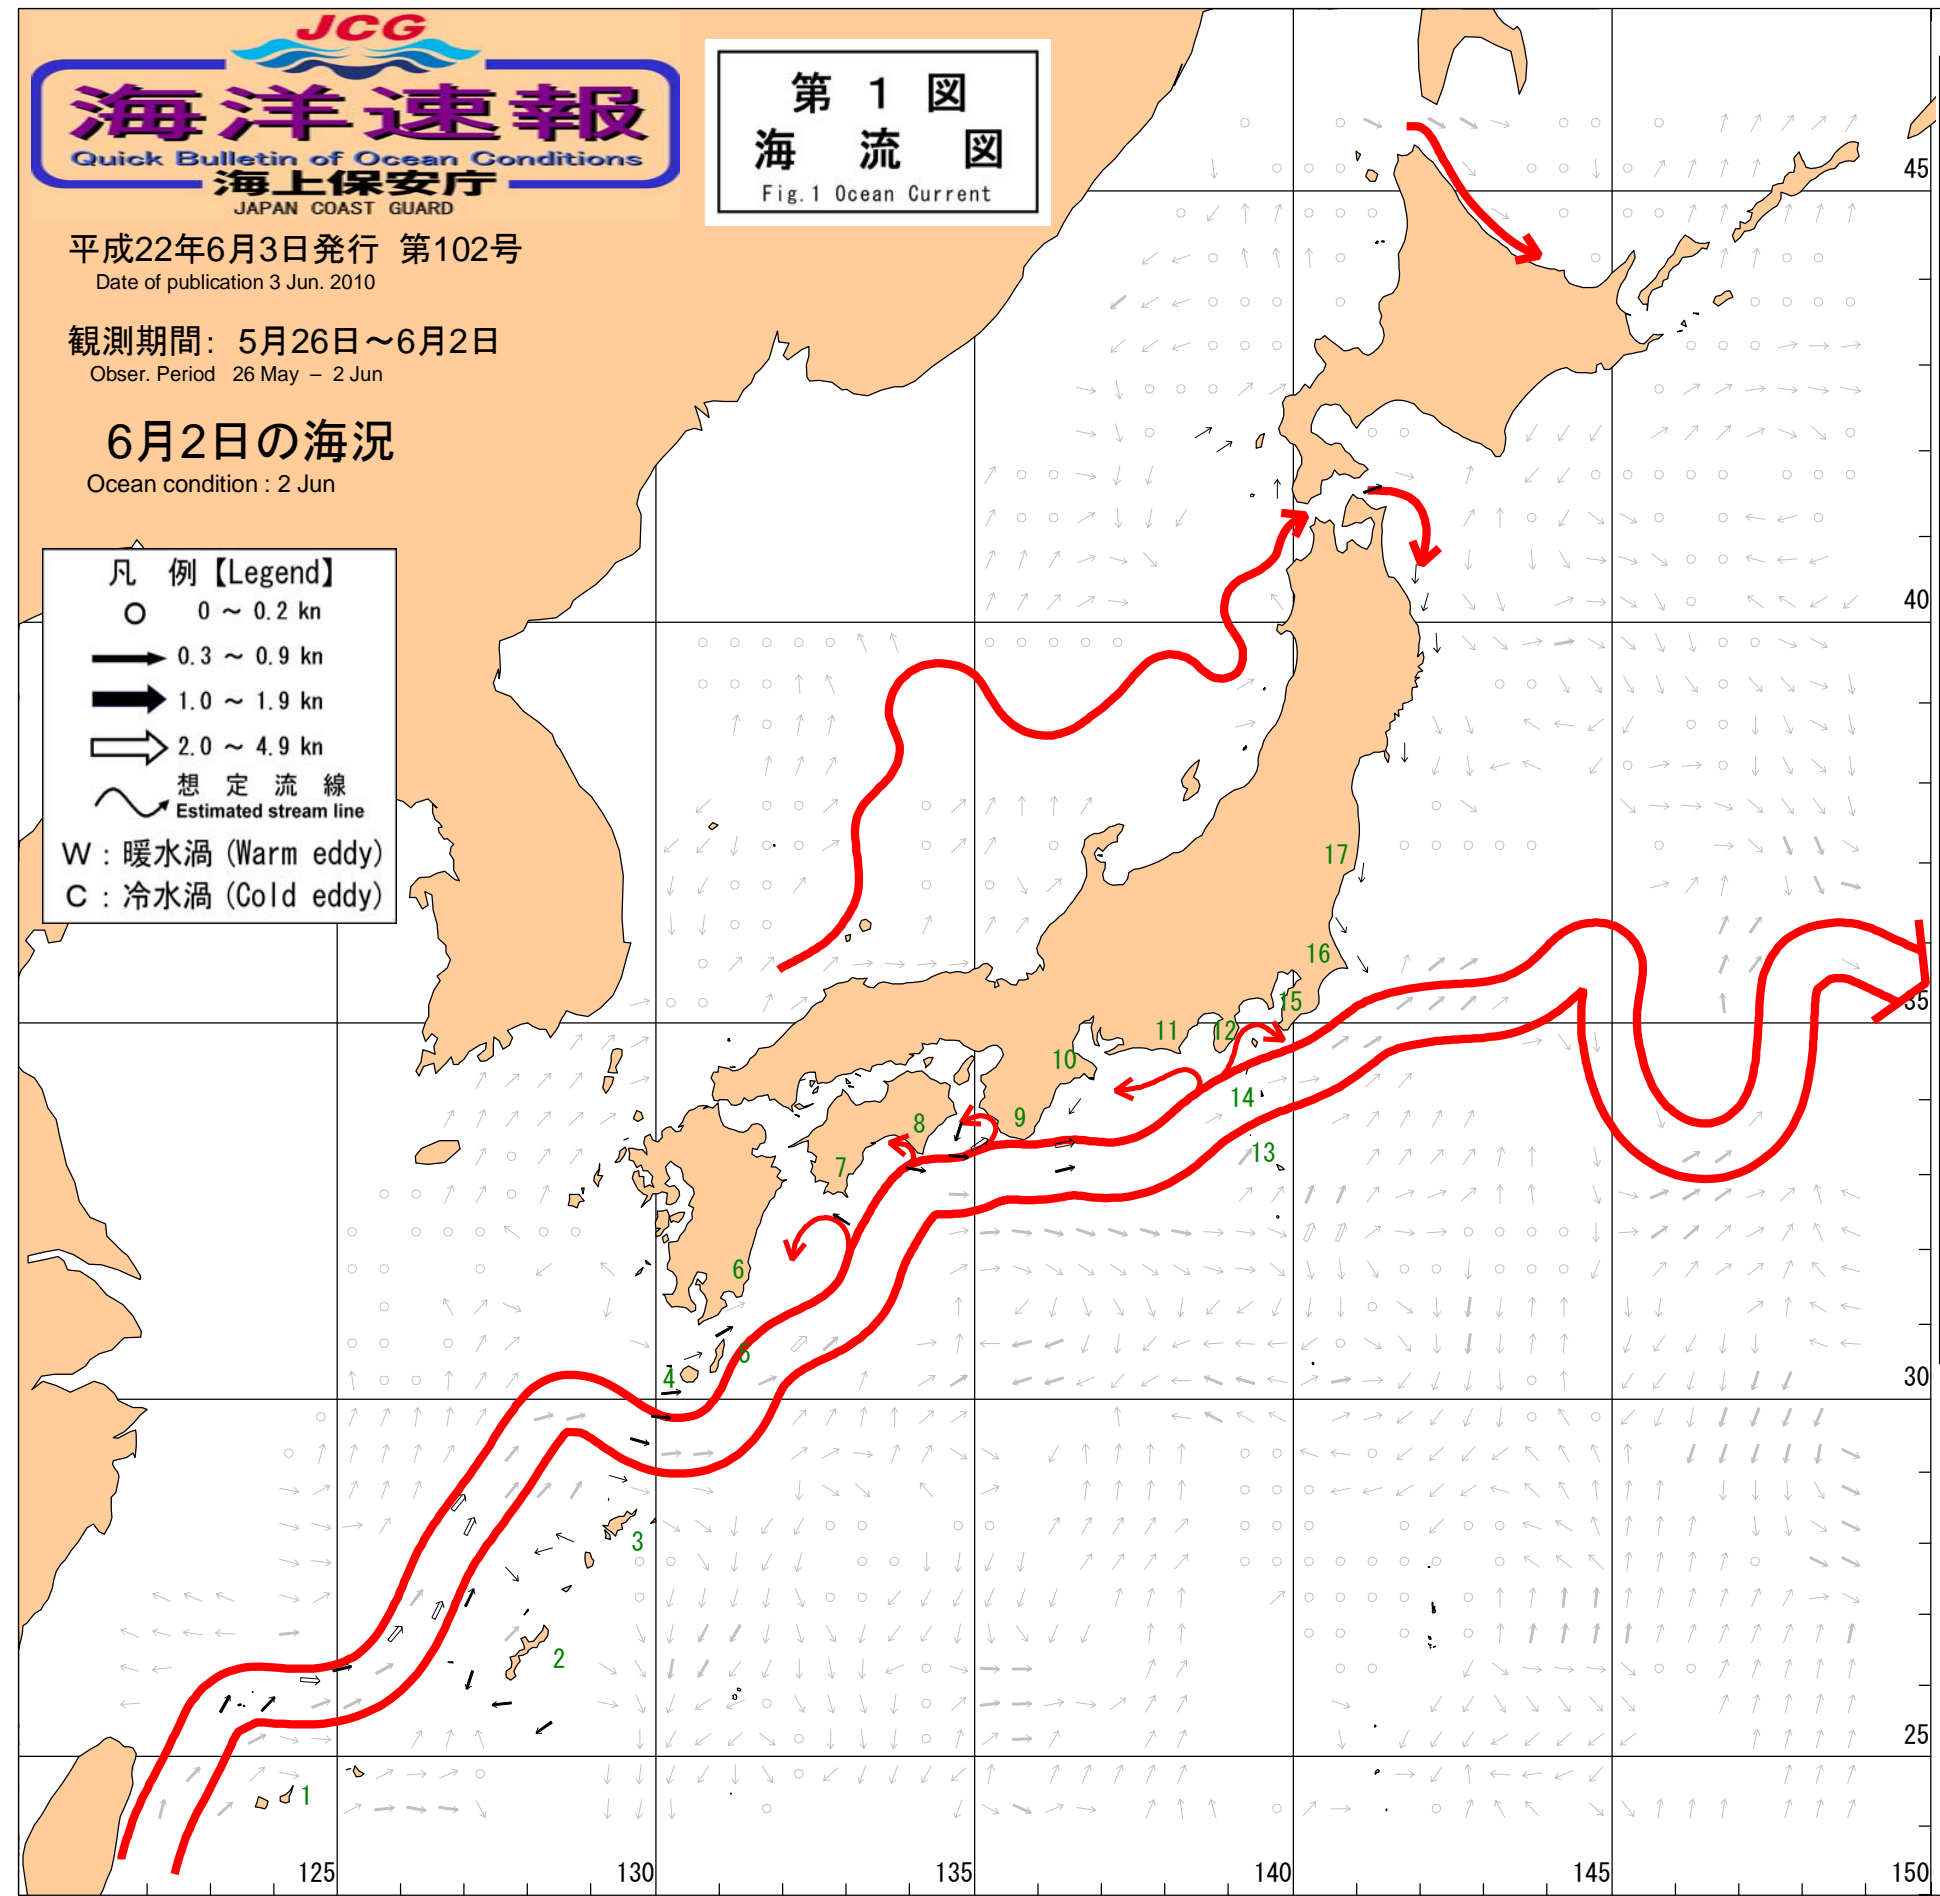 JCG
海洋速報
Quick Bulletin of Ocean Conditions
海上保安庁
JAPAN COAST GUARD
第 1 図
海 流 図
Fig.1 Ocean Current
平成22年6月3日発行 第102号
Date of publication 3 Jun. 2010
観測期間: 5月26日～6月2日
Obser. Period 26 May – 2 Jun
6月2日の海況
Ocean condition : 2 Jun
凡 例【Legend】
0 ～ 0.2 kn
0.3 ～ 0.9 kn
1.0 ～ 1.9 kn
2.0 ～ 4.9 kn
想 定 流 線
Estimated stream line
W : 暖水渦 (Warm eddy)
C : 冷水渦 (Cold eddy)
45
40
17
16
35
15
12
11
10
14
9
8
13
7
6
5
4
30
3
2
25
1
125
130
135
140
145
150